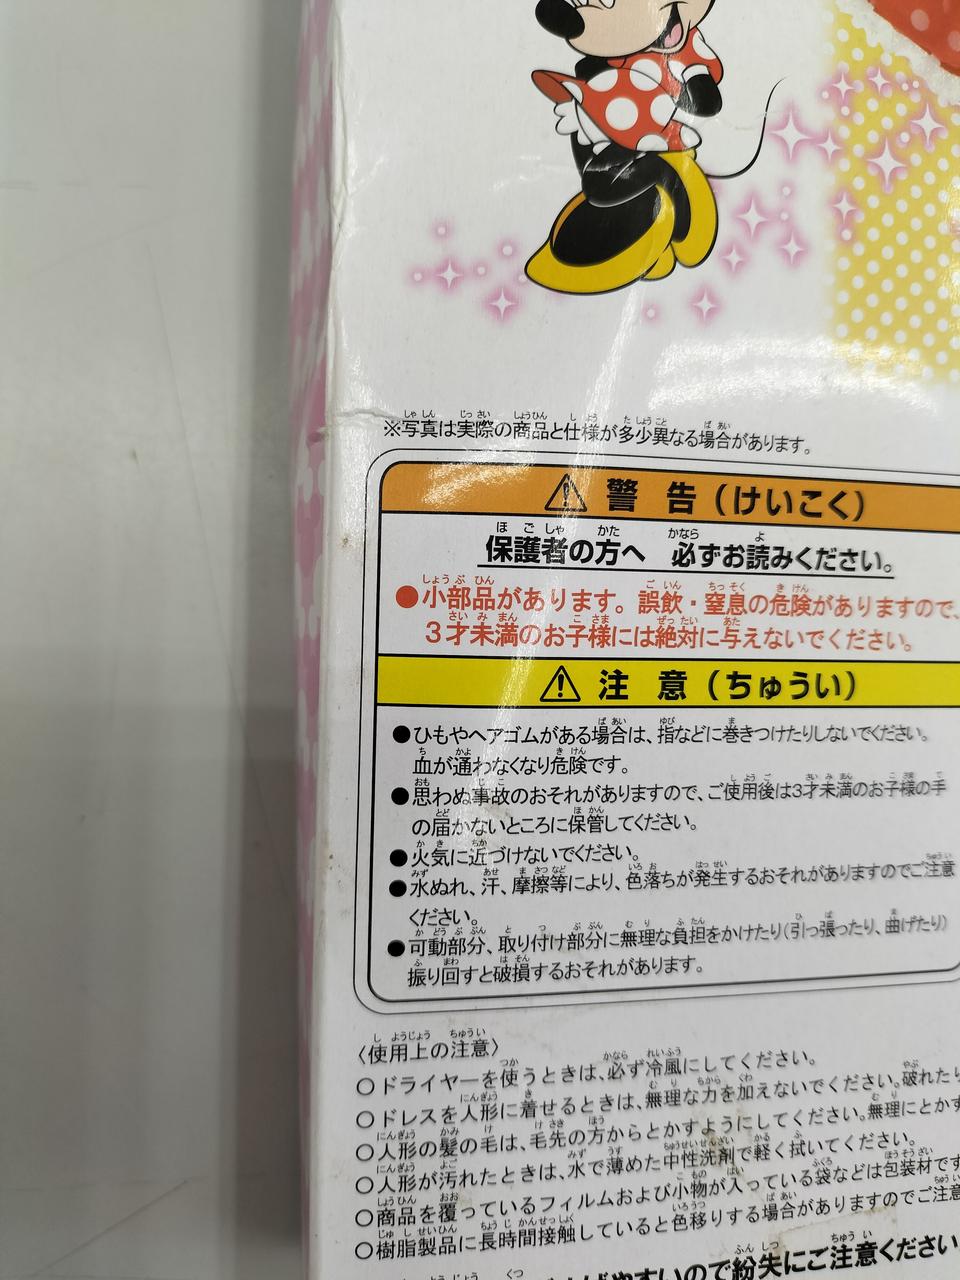 ※写真は実際の商品と仕様が多少異なる場合があります。
警 告(けいこく)
保護者の方へ 必ずお読みください。
●小部品があります。誤飲・窒息の危険がありますので、
3才未満のお子様には絶対に与えないでください。
注 意(ちゅうい)
●ひもやヘアゴムがある場合は、指などに巻きつけたりしないでください。
血が通わなくなり危険です。
●思わぬ事故のおそれがありますので、ご使用後は3才未満のお子様の手
の届かないところに保管してください。
●火気に近づけないでください。
●水ぬれ、汗、摩擦等により、色落ちが発生するおそれがありますのでご注意
ください。
●可動部分、取り付け部分に無理な負担をかけたり(引っ張ったり、曲げたり)
振り回すと破損するおそれがあります。
〈使用上の注意〉
○ドライヤーを使うときは、必ず冷風にしてください。
○ドレスを人形に着せるときは、無理な力を加えないでください。破れたり
○人形の髪の毛は、毛先の方からとかすようにしてください。無理にとかす
○人形が汚れたときは、水で薄めた中性洗剤で軽く拭いてください。
○商品を覆っているフィルムおよび小物が入っている袋などは包装材です
○樹脂製品に長時間接触していると色移りする場合がありますのでご注意
やすいので紛失にご注意ください